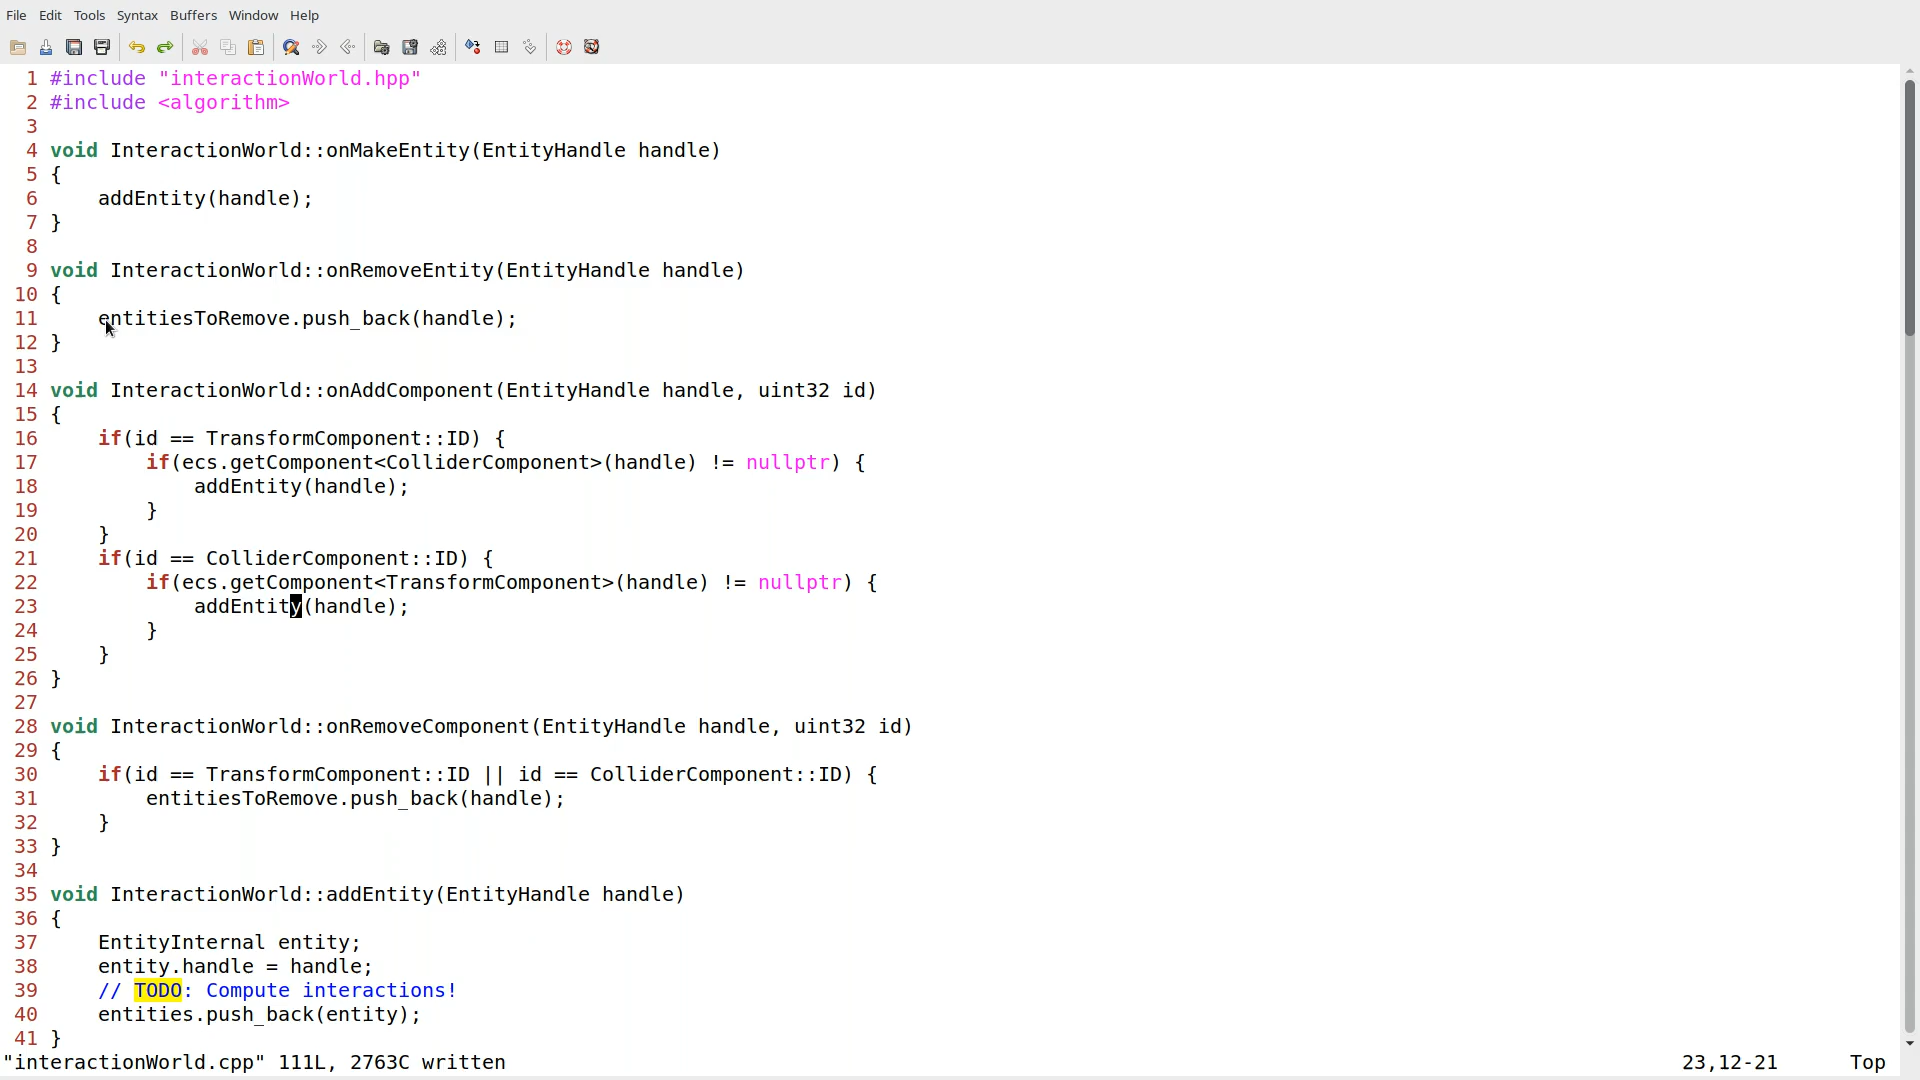 File Edit Tools Syntax Buffers Window Help
1 #include "interactionWorld.hpp"
2 #include <algorithm>
3
4 void InteractionWorld::onMakeEntity(EntityHandle handle)
5 {
6     addEntity(handle);
7 }
8
9 void InteractionWorld::onRemoveEntity(EntityHandle handle)
10 {
11     entitiesToRemove.push_back(handle);
12 }
13
14 void InteractionWorld::onAddComponent(EntityHandle handle, uint32 id)
15 {
16     if(id == TransformComponent::ID) {
17         if(ecs.getComponent<ColliderComponent>(handle) != nullptr) {
18             addEntity(handle);
19         }
20     }
21     if(id == ColliderComponent::ID) {
22         if(ecs.getComponent<TransformComponent>(handle) != nullptr) {
23             addEntity(handle);
24         }
25     }
26 }
27
28 void InteractionWorld::onRemoveComponent(EntityHandle handle, uint32 id)
29 {
30     if(id == TransformComponent::ID || id == ColliderComponent::ID) {
31         entitiesToRemove.push_back(handle);
32     }
33 }
34
35 void InteractionWorld::addEntity(EntityHandle handle)
36 {
37     EntityInternal entity;
38     entity.handle = handle;
39     // TODO: Compute interactions!
40     entities.push_back(entity);
41 }
"interactionWorld.cpp" 111L, 2763C written 23,12-21 Top